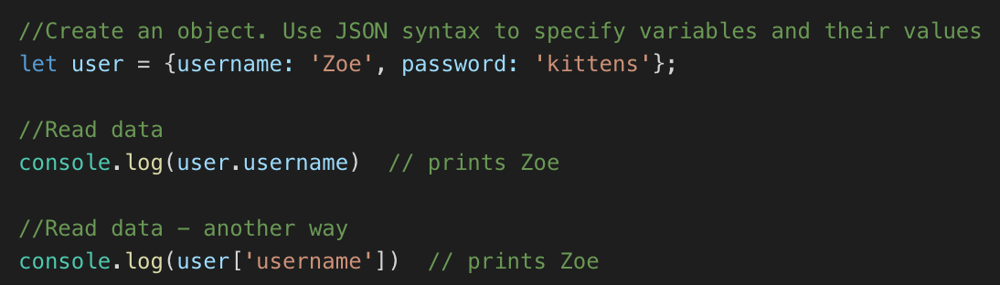 //Create an object. Use JSON syntax to specify variables and their values
let user = {username: 'Zoe', password: 'kittens'};
//Read data
console.log(user.username)  // prints Zoe
//Read data - another way
console.log(user['username'])  // prints Zoe